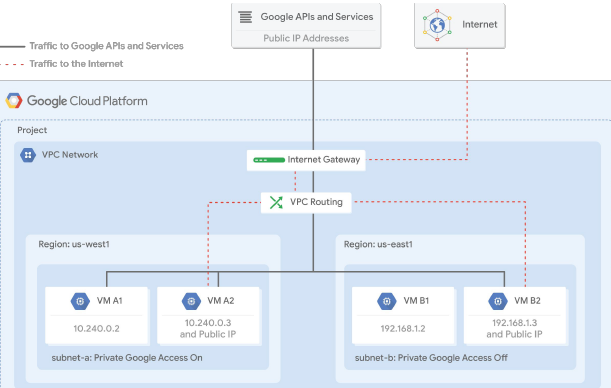 Google APIs and Services
Public IP Addresses
Internet
Traffic to Google APIs and Services
Traffic to the Internet
Google Cloud Platform
Project
VPC Network
Internet Gateway
VPC Routing
Region: us-west1
Region: us-east1
VM A1
10.240.0.2
VM A2
10.240.0.3
and Public IP
VM B1
192.168.1.2
VM B2
192.168.1.3
and Public IP
subnet-a: Private Google Access On
subnet-b: Private Google Access Off